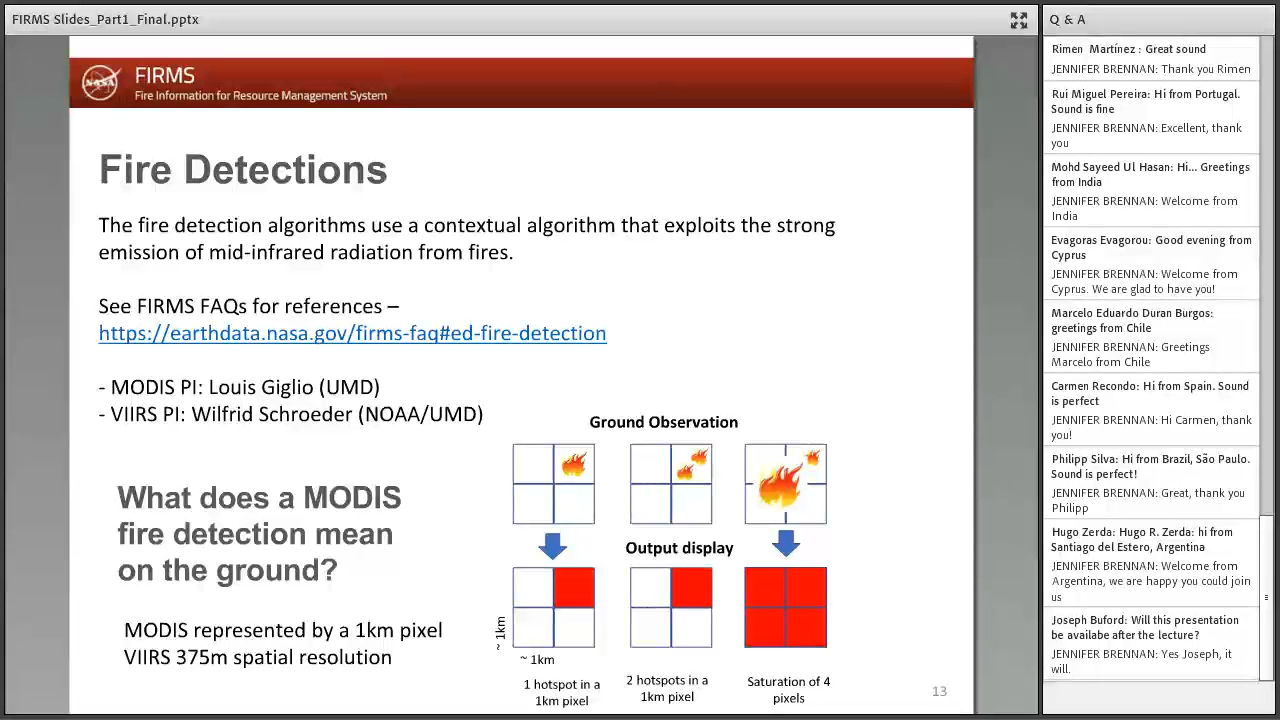 FIRMS Slides_Part1_Final.pptx
NASA
FIRMS
Fire Information for Resource Management System
Fire Detections
The fire detection algorithms use a contextual algorithm that exploits the strong
emission of mid-infrared radiation from fires.
See FIRMS FAQs for references –
https://earthdata.nasa.gov/firms-faq#ed-fire-detection
- MODIS PI: Louis Giglio (UMD)
- VIIRS PI: Wilfrid Schroeder (NOAA/UMD)
What does a MODIS
fire detection mean
on the ground?
MODIS represented by a 1km pixel
VIIRS 375m spatial resolution
Ground Observation
Output display
~ 1km
~ 1km
1 hotspot in a
1km pixel
2 hotspots in a
1km pixel
Saturation of 4
pixels
13
Q & A
Rimen Martínez : Great sound
JENNIFER BRENNAN: Thank you Rimen
Rui Miguel Pereira: Hi from Portugal.
Sound is fine
JENNIFER BRENNAN: Excellent, thank
you
Mohd Sayeed Ul Hasan: Hi... Greetings
from India
JENNIFER BRENNAN: Welcome from
India
Evagoras Evagorou: Good evening from
Cyprus
JENNIFER BRENNAN: Welcome from
Cyprus. We are glad to have you!
Marcelo Eduardo Duran Burgos:
greetings from Chile
JENNIFER BRENNAN: Greetings
Marcelo from Chile
Carmen Recondo: Hi from Spain. Sound
is perfect
JENNIFER BRENNAN: Hi Carmen, thank
you!
Philipp Silva: Hi from Brazil, São Paulo.
Sound is perfect!
JENNIFER BRENNAN: Great, thank you
Philipp
Hugo Zerda: Hugo R. Zerda: hi from
Santiago del Estero, Argentina
JENNIFER BRENNAN: Welcome from
Argentina, we are happy you could join
us
Joseph Buford: Will this presentation
be availabe after the lecture?
JENNIFER BRENNAN: Yes Joseph, it
will.